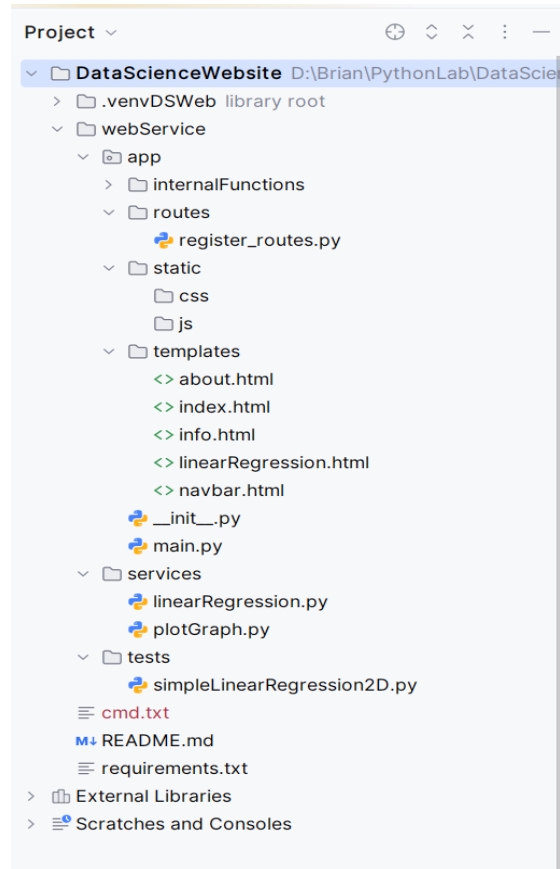 Project
DataScienceWebsite D:\Brian\PythonLab\DataScie
.venvDSWeb library root
webService
app
internalFunctions
routes
register_routes.py
static
css
js
templates
<> about.html
<> index.html
<> info.html
<> linearRegression.html
<> navbar.html
__init__.py
main.py
services
linearRegression.py
plotGraph.py
tests
simpleLinearRegression2D.py
cmd.txt
M↓ README.md
requirements.txt
External Libraries
Scratches and Consoles